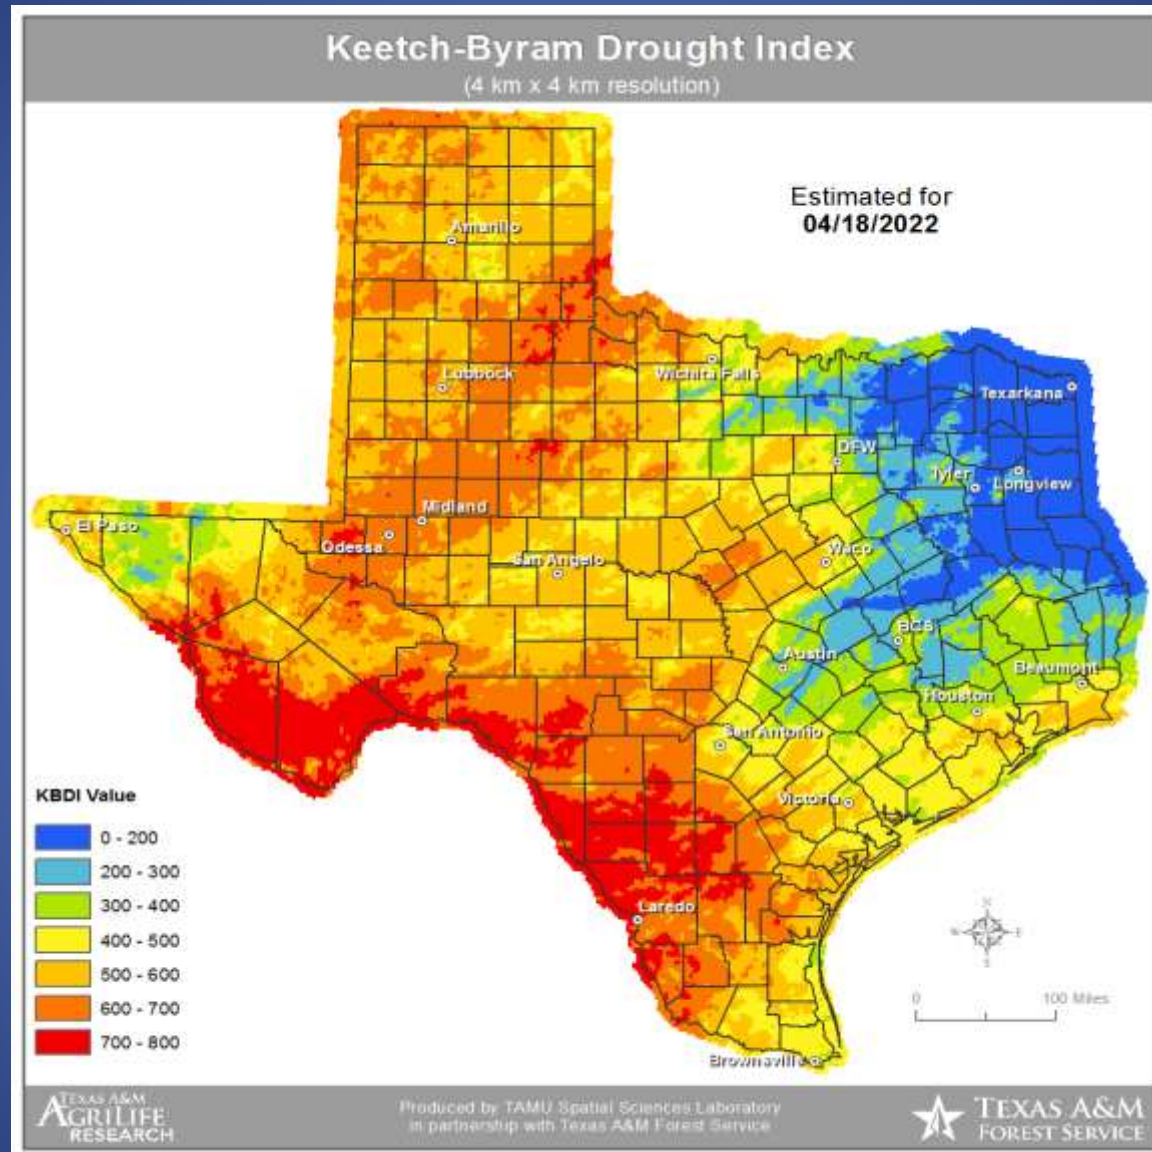 Keetch-Byram Drought Index
(4 km x 4 km resolution)
Estimated for
04/18/2022
Amarillo
Lubbock
Wichita Falls
Texarkana
DFW
Tyler
Longview
Midland
El Paso
Odessa
San Angelo
Waco
BCS
Austin
Beaumont
Houston
San Antonio
Victoria
Laredo
Brownsville
KBDI Value
0 - 200
200 - 300
300 - 400
400 - 500
500 - 600
600 - 700
700 - 800
N
W E
S
0 100 Miles
TEXAS A&M
AGRILIFE
RESEARCH
Produced by TAMU Spatial Sciences Laboratory
in partnership with Texas A&M Forest Service
TEXAS A&M
FOREST SERVICE